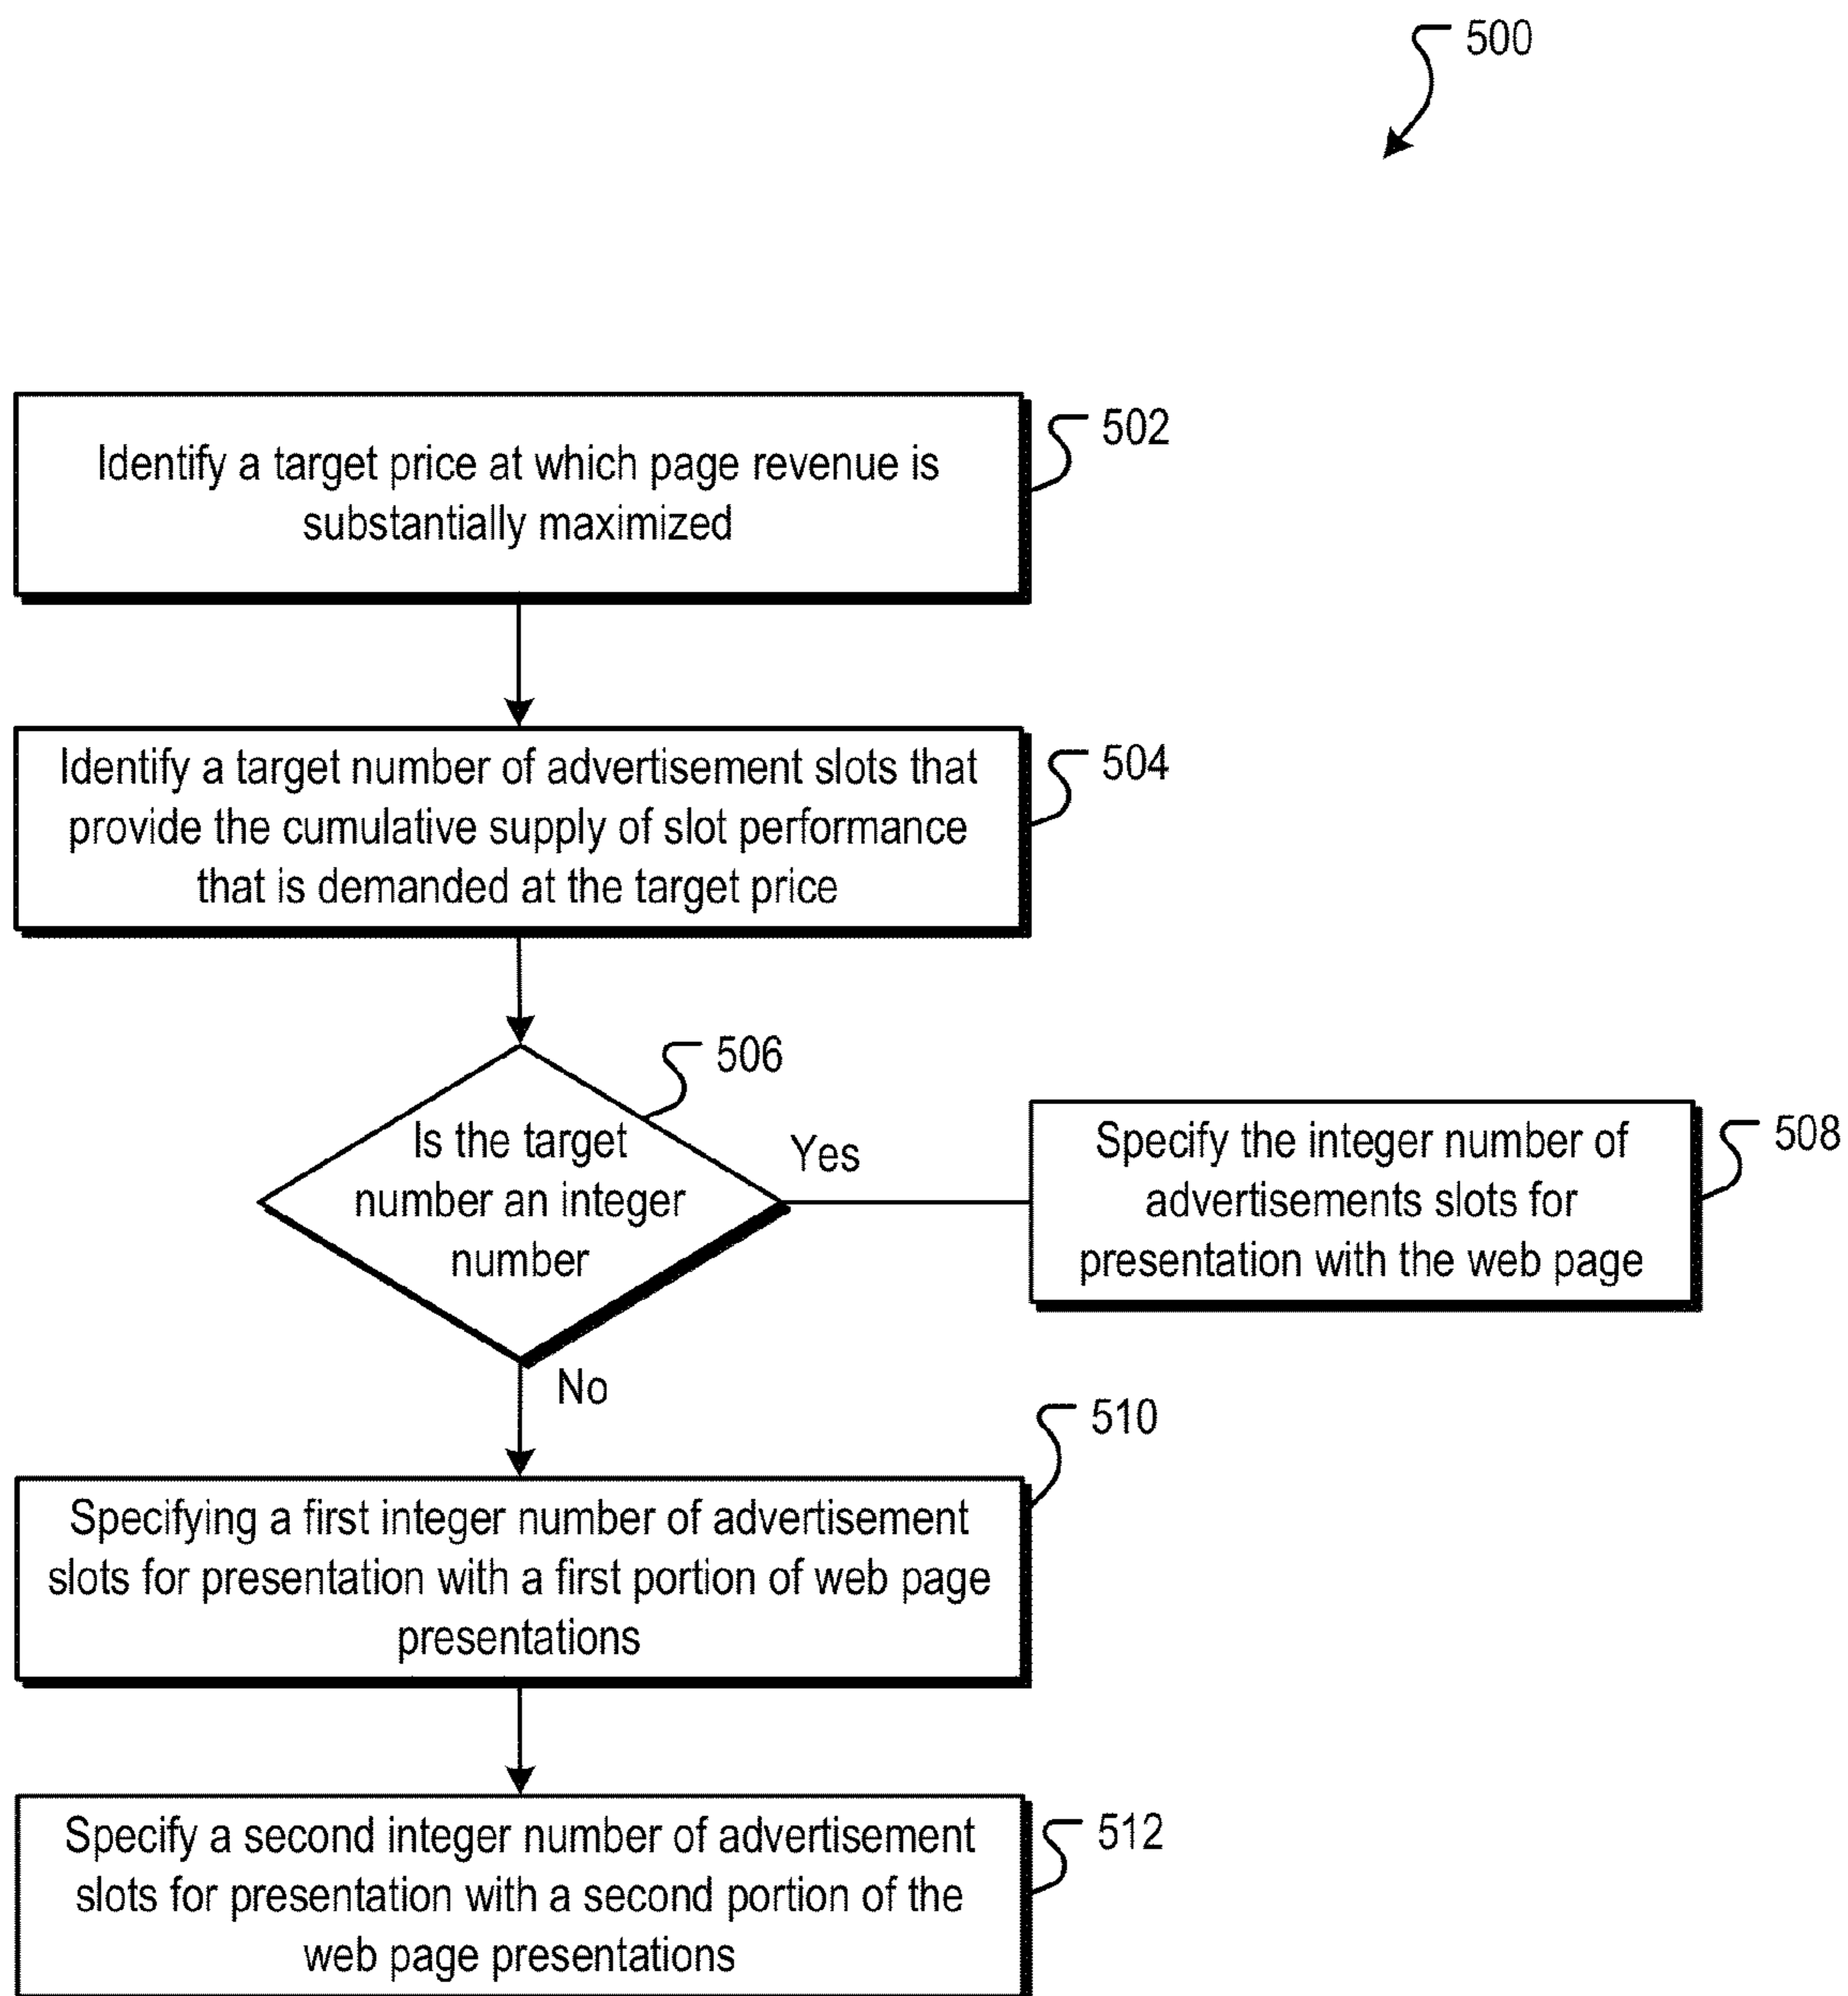 500
Identify a target price at which page revenue is
substantially maximized
502
Identify a target number of advertisement slots that
provide the cumulative supply of slot performance
that is demanded at the target price
504
506
Is the target
number an integer
number
Yes
Specify the integer number of
advertisements slots for
presentation with the web page
508
No
510
Specifying a first integer number of advertisement
slots for presentation with a first portion of web page
presentations
Specify a second integer number of advertisement
slots for presentation with a second portion of the
web page presentations
512